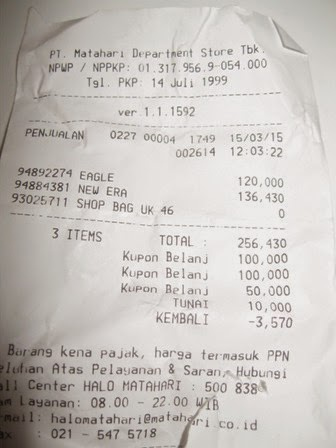 PT. Matahari Department Store Tbk.
NPWP / NPPKP: 01.317.956.9-054.000
Tgl. PKP: 14 Juli 1999
ver 1.1.1592
PENJUALAN 0227 00004 1749 15/03/15
002614 12:03:22
94892274 EAGLE 120,000
94884381 NEW ERA 136,430
93025711 SHOP BAG UK 46 0
3 ITEMS TOTAL : 256,430
Kupon Belanj 100,000
Kupon Belanj 100,000
Kupon Belanj 50,000
TUNAI 10,000
KEMBALI -3,570
Barang kena pajak, harga termasuk PPN
eluhan Atas Pelayanan & Saran, Hubungi
all Center HALO MATAHARI : 500 838
am Layanan: 08.00 - 22.00 WIB
-mail: halomatahari@matahari.co.id
: 021 - 547 5718